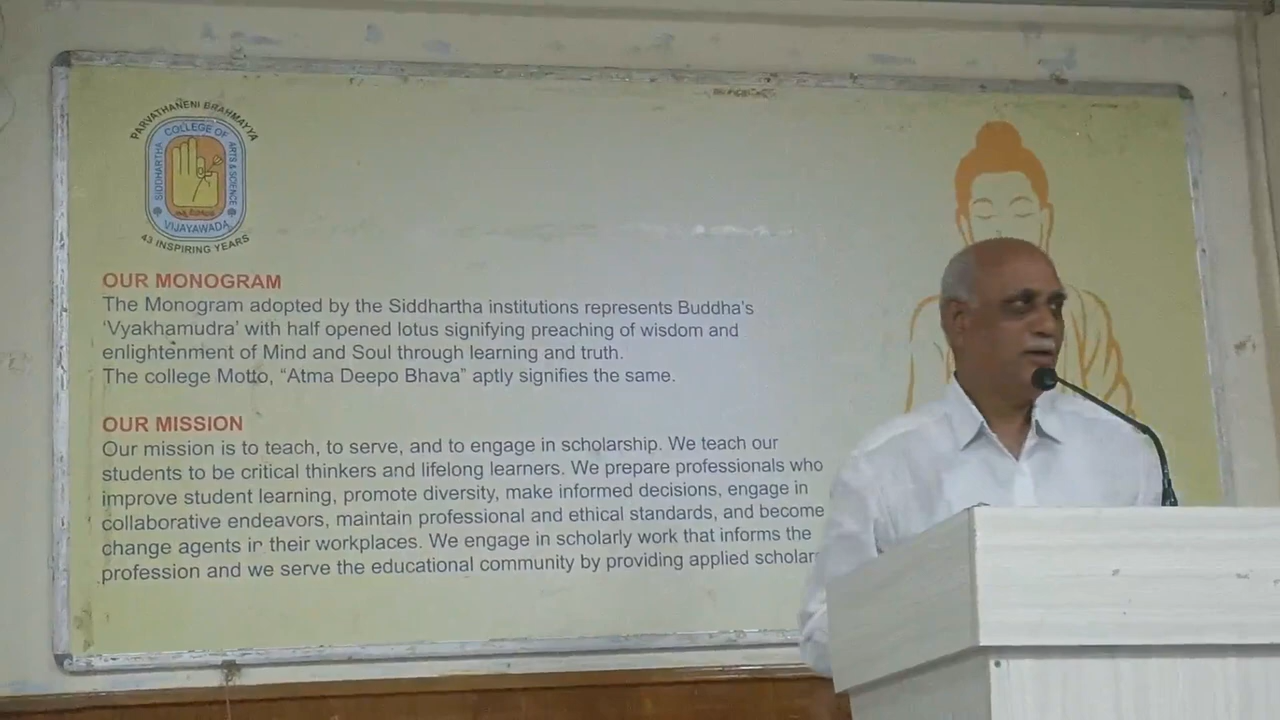 PARVATHANENI BRAHMAYYA
COLLEGE OF
SIDDHARTHA
ARTS & SCIENCE
VIJAYAWADA
43 INSPIRING YEARS
OUR MONOGRAM
The Monogram adopted by the Siddhartha institutions represents Buddha's
'Vyakhamudra' with half opened lotus signifying preaching of wisdom and
enlightenment of Mind and Soul through learning and truth.
The college Motto, "Atma Deepo Bhava" aptly signifies the same.
OUR MISSION
Our mission is to teach, to serve, and to engage in scholarship. We teach our
students to be critical thinkers and lifelong learners. We prepare professionals who
improve student learning, promote diversity, make informed decisions, engage in
collaborative endeavors, maintain professional and ethical standards, and become
change agents in their workplaces. We engage in scholarly work that informs the
profession and we serve the educational community by providing applied